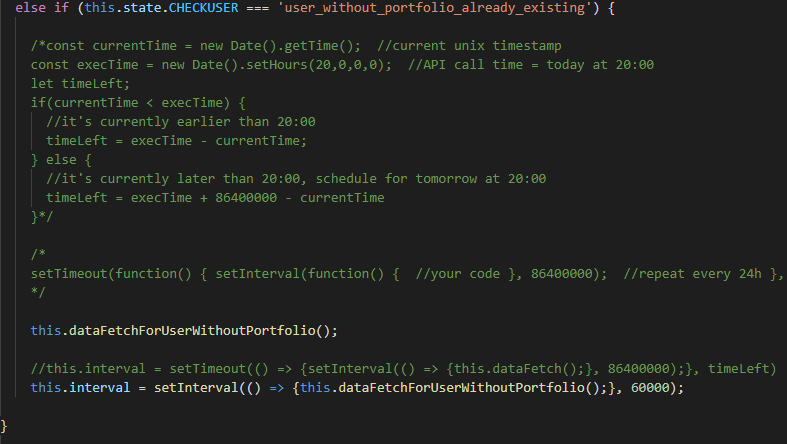 else if (this.state.CHECKUSER === 'user_without_portfolio_already_existing') {
/*const currentTime = new Date().getTime();  //current unix timestamp
const execTime = new Date().setHours(20,0,0,0);  //API call time = today at 20:00
let timeLeft;
if(currentTime < execTime) {
//it's currently earlier than 20:00
timeLeft = execTime - currentTime;
} else {
//it's currently later than 20:00, schedule for tomorrow at 20:00
timeLeft = execTime + 86400000 - currentTime
}*/
/*
setTimeout(function() { setInterval(function() {  //your code }, 86400000);  //repeat every 24h },
*/
this.dataFetchForUserWithoutPortfolio();
//this.interval = setTimeout(() => {setInterval(() => {this.dataFetch();}, 86400000);}, timeLeft)
this.interval = setInterval(() => {this.dataFetchForUserWithoutPortfolio();}, 60000);
}